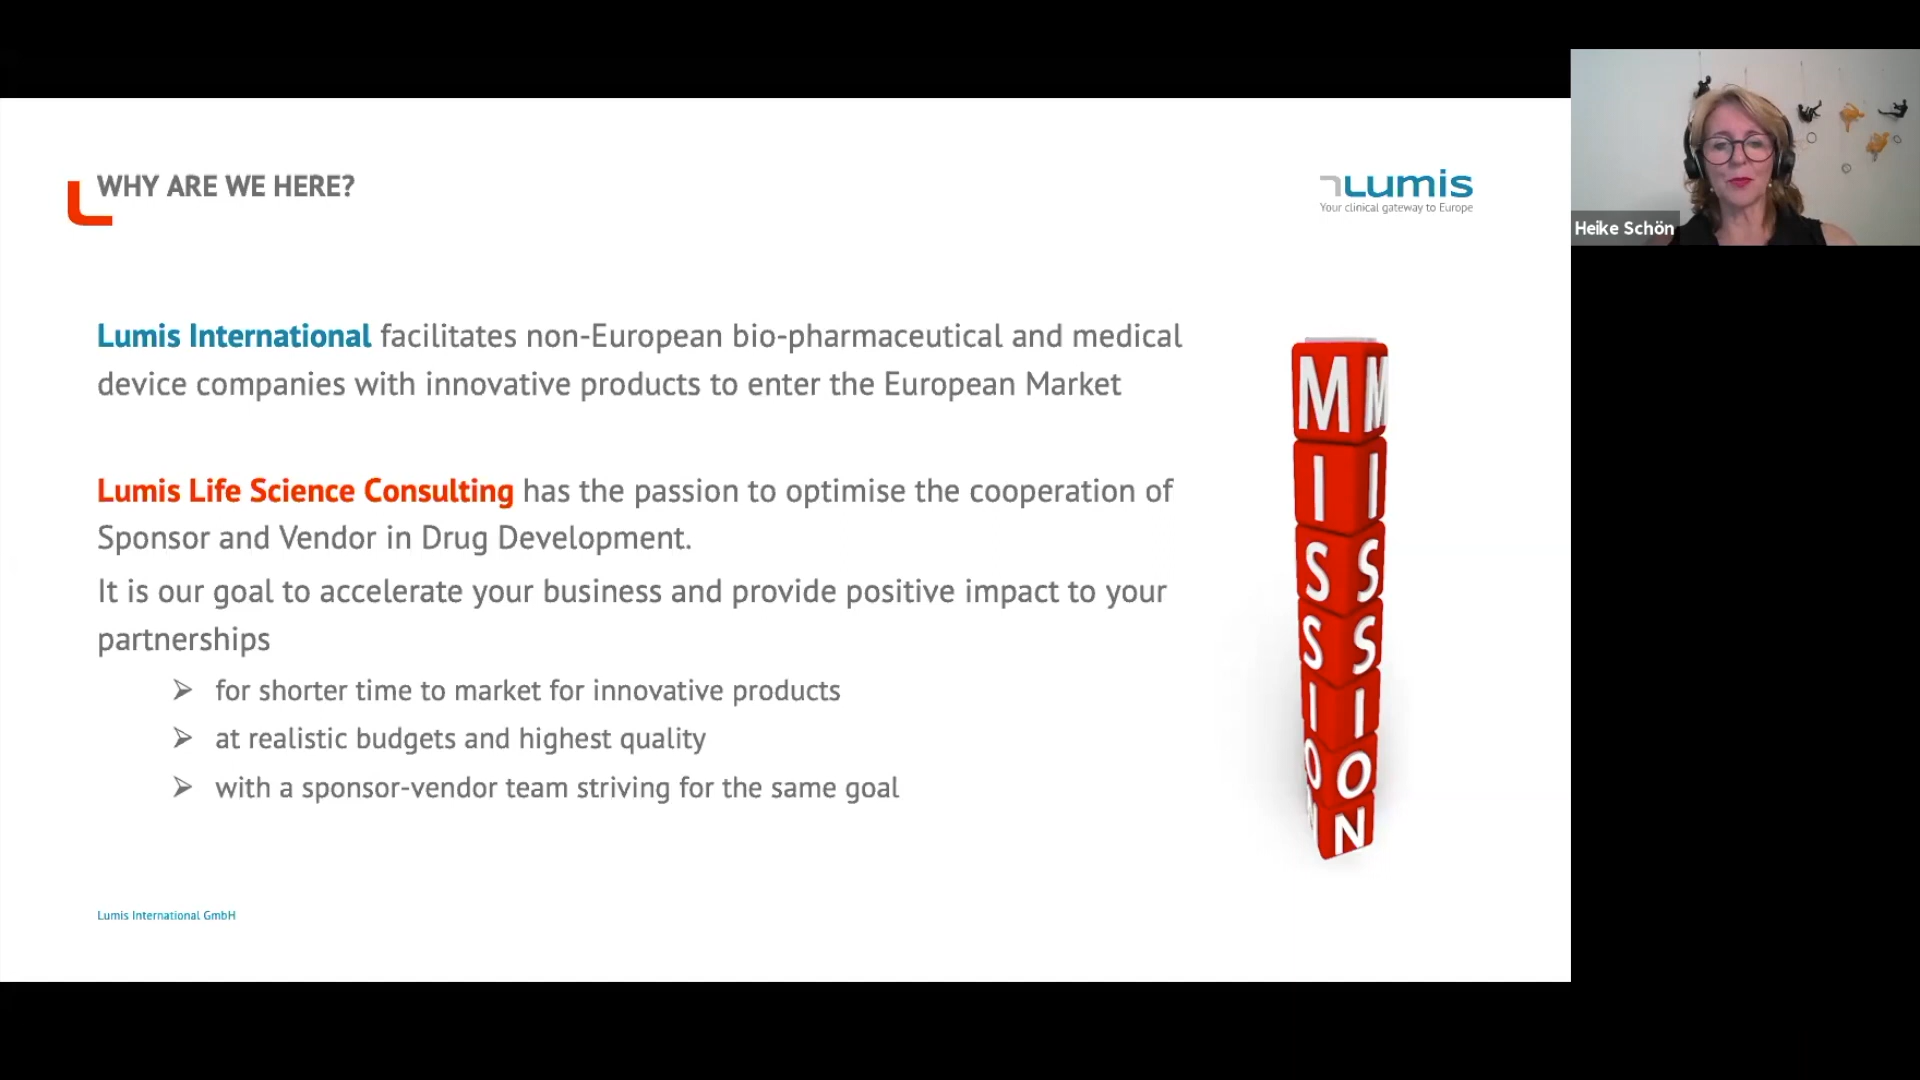 WHY ARE WE HERE?
Lumis
Your clinical gateway to Europe
Heike Schön
Lumis International facilitates non-European bio-pharmaceutical and medical
device companies with innovative products to enter the European Market
Lumis Life Science Consulting has the passion to optimise the cooperation of
Sponsor and Vendor in Drug Development.
It is our goal to accelerate your business and provide positive impact to your
partnerships
➢ for shorter time to market for innovative products
➢ at realistic budgets and highest quality
➢ with a sponsor-vendor team striving for the same goal
MISSION
MISSION
Lumis International GmbH